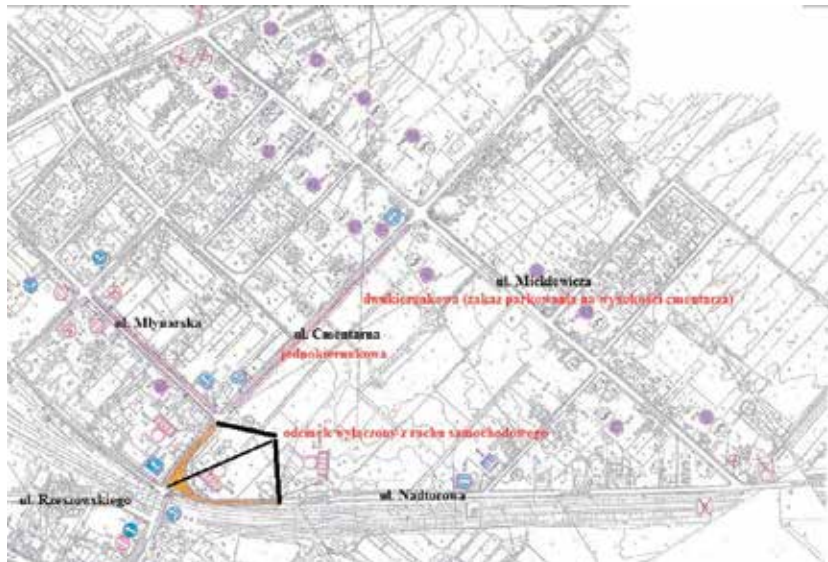 ul. Mickiewicza
dwukierunkowa (zakaz parkowania na wysokości cmentarza)
ul. Młynarska
ul. Cmentarna
jednokierunkowa
odcinek wyłączony z ruchu samochodowego
ul. Rzeszowskiego
ul. Nadtorowa